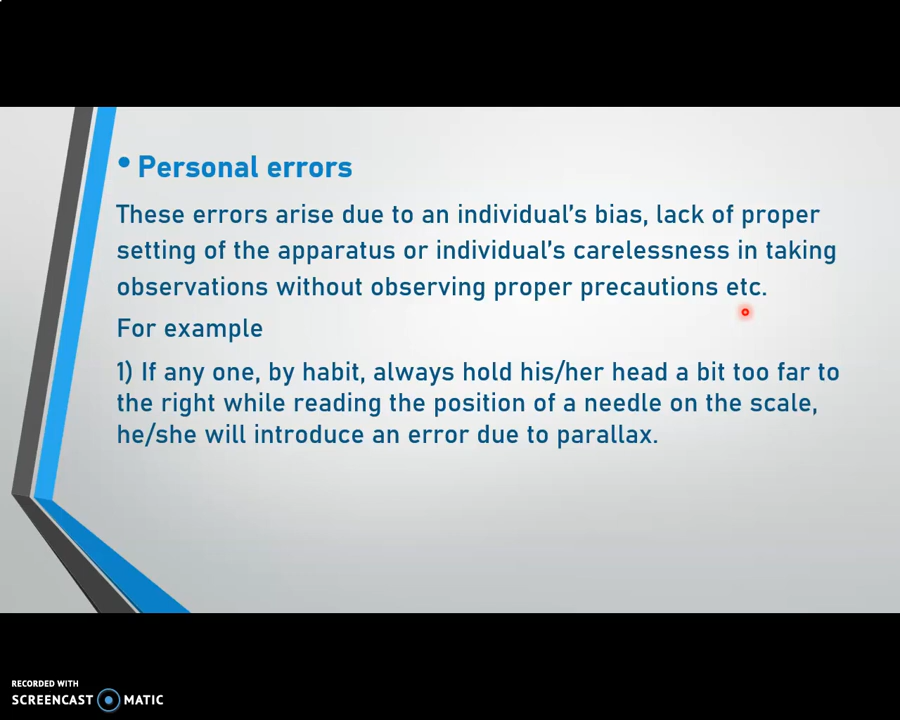 • Personal errors
These errors arise due to an individual's bias, lack of proper
setting of the apparatus or individual's carelessness in taking
observations without observing proper precautions etc.
For example
1) If any one, by habit, always hold his/her head a bit too far to
the right while reading the position of a needle on the scale,
he/she will introduce an error due to parallax.
RECORDED WITH
SCREENCAST MATIC